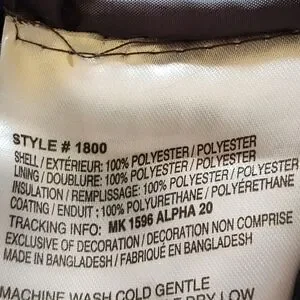 STYLE # 1800
SHELL / EXTÉRIEUR: 100% POLYESTER / POLYESTER
LINING / DOUBLURE: 100% POLYESTER / POLYESTER
INSULATION / REMPLISSAGE: 100% POLYESTER / POLYESTER
COATING / ENDUIT : 100% POLYURETHANE / POLYÉRETHANE
TRACKING INFO: MK 1596 ALPHA 20
EXCLUSIVE OF DECORATION / DECORATION NON COMPRISE
MADE IN BANGLADESH / FABRIQUÉ EN BANGLADESH
MACHINE WASH COLD GENTLE
DRY LOW